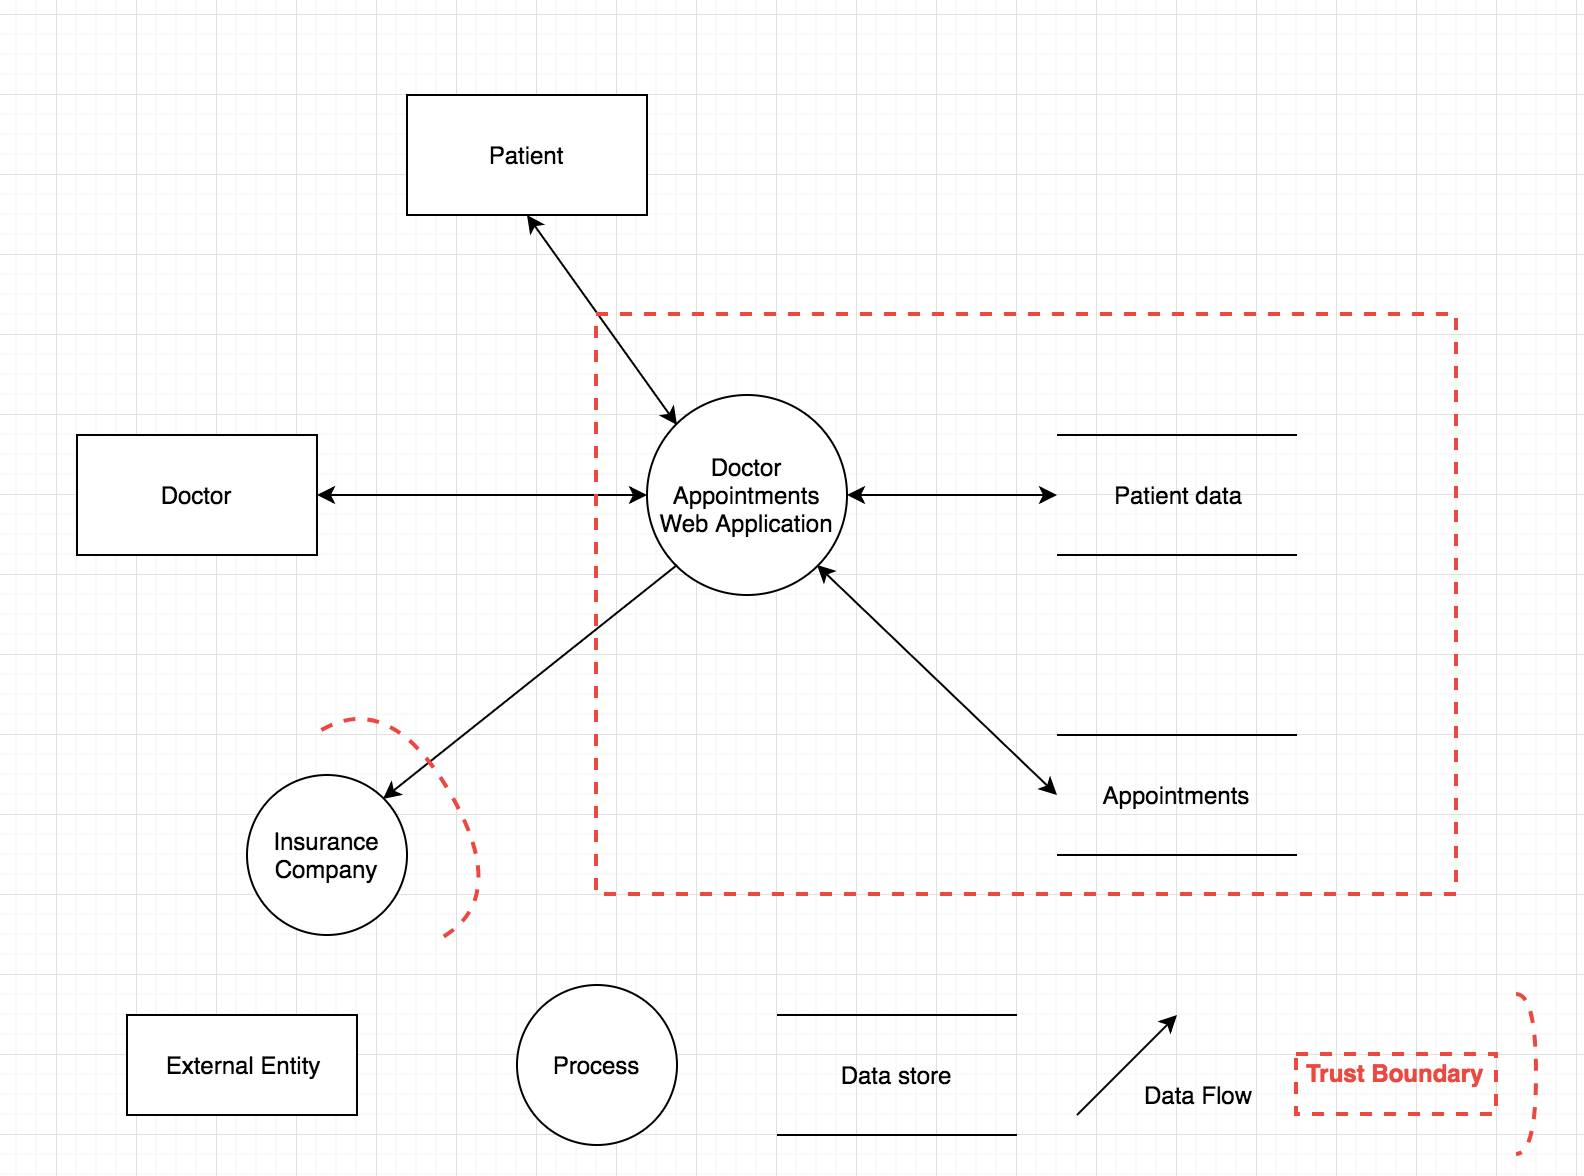 Patient
Doctor
Doctor
Appointments
Web Application
Patient data
Appointments
Insurance
Company
External Entity
Process
Data store
Data Flow
Trust Boundary